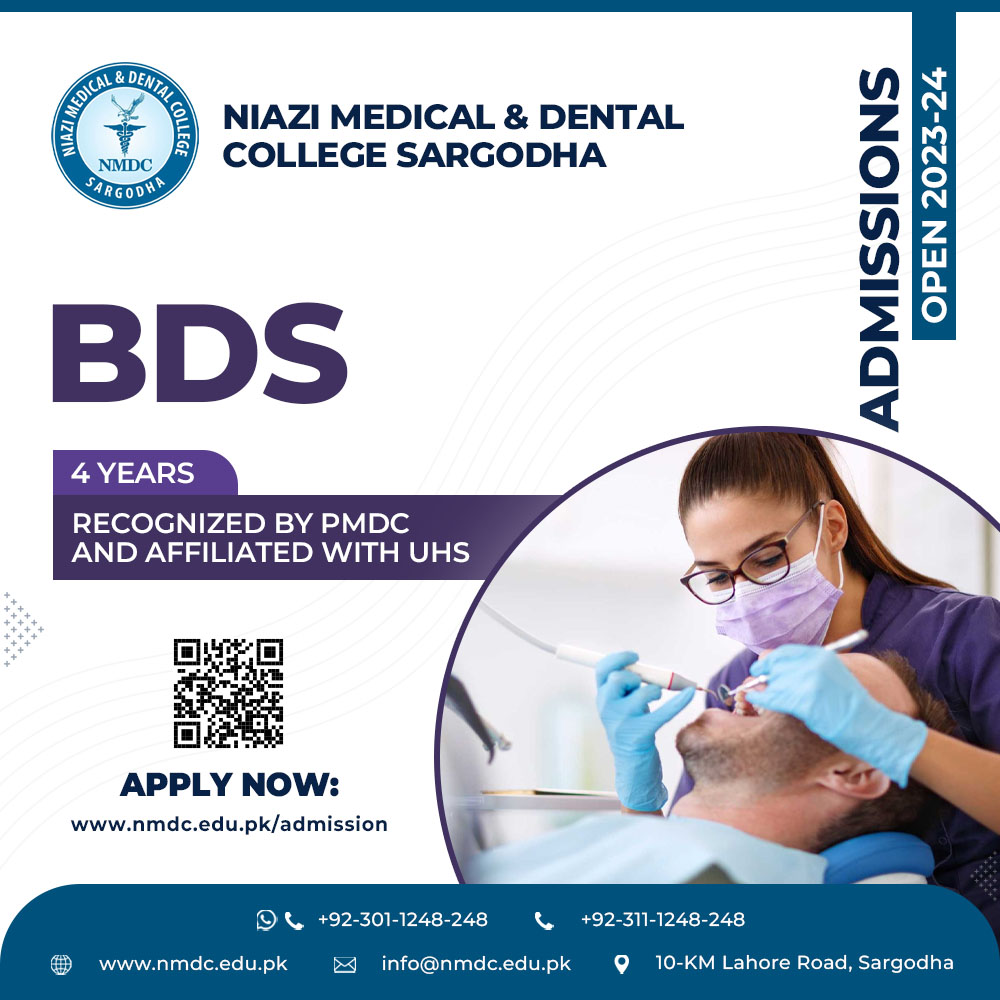 NIAZI MEDICAL & DENTAL COLLEGE
NMDC
SARGODHA
NIAZI MEDICAL & DENTAL
COLLEGE SARGODHA
ADMISSIONS
OPEN 2023-24
BDS
4 YEARS
RECOGNIZED BY PMDC
AND AFFILIATED WITH UHS
APPLY NOW:
www.nmdc.edu.pk/admission
+92-301-1248-248 +92-311-1248-248
www.nmdc.edu.pk info@nmdc.edu.pk 10-KM Lahore Road, Sargodha